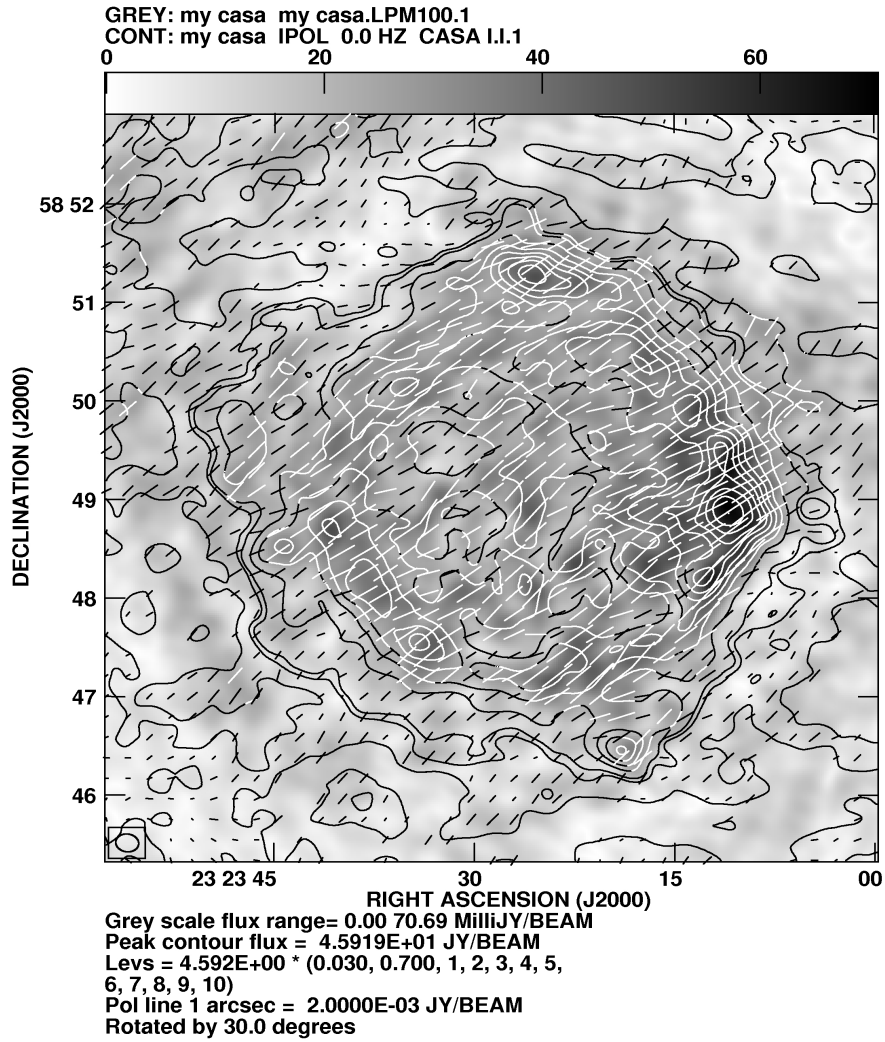 GREY: my casa  my casa.LPM100.1
CONT: my casa  IPOL  0.0 HZ  CASA I.I.1
0 20 40 60
58 52
51
50
49
48
47
46
DECLINATION (J2000)
23 23 45 30 15 00
RIGHT ASCENSION (J2000)
Grey scale flux range= 0.00 70.69 MilliJY/BEAM
Peak contour flux =  4.5919E+01 JY/BEAM
Levs = 4.592E+00 * (0.030, 0.700, 1, 2, 3, 4, 5,
6, 7, 8, 9, 10)
Pol line 1 arcsec =  2.0000E-03 JY/BEAM
Rotated by 30.0 degrees